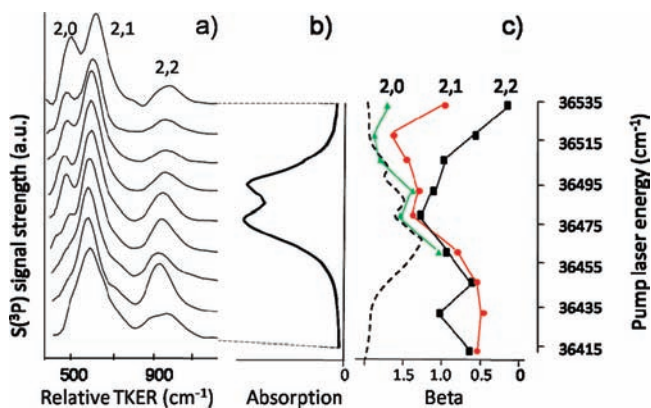 a) b) c)
2,0 2,1 2,2
2,0 2,1 2,2
S(³P) signal strength (a.u.)
36535
36515
36495
36475
36455
36435
36415
Pump laser energy (cm⁻¹)
500 900 0 1.5 1.0 0.5 0
Relative TKER (cm⁻¹) Absorption Beta